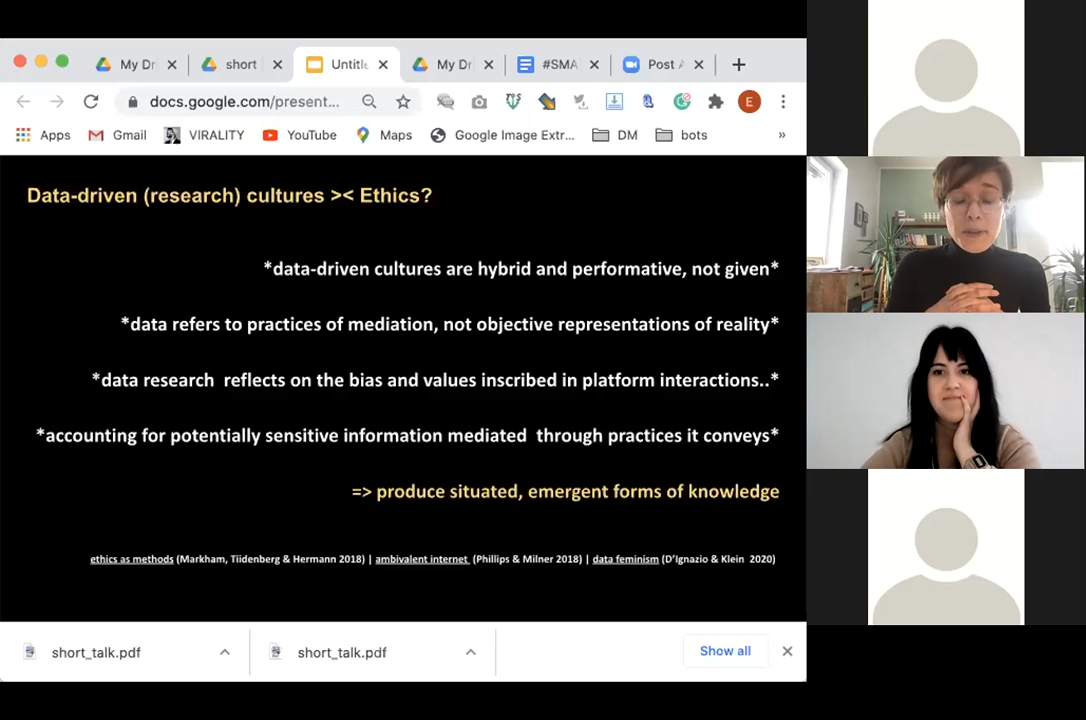 My Dr
short
Untitle
My Dr
#SMA
Post A
docs.google.com/present...
E
Apps
Gmail
VIRALITY
YouTube
Maps
Google Image Extr...
DM
bots
»
Data-driven (research) cultures >< Ethics?
*data-driven cultures are hybrid and performative, not given*
*data refers to practices of mediation, not objective representations of reality*
*data research reflects on the bias and values inscribed in platform interactions..*
*accounting for potentially sensitive information mediated through practices it conveys*
=> produce situated, emergent forms of knowledge
ethics as methods (Markham, Tiidenberg & Hermann 2018) | ambivalent internet (Phillips & Milner 2018) | data feminism (D'Ignazio & Klein 2020)
short_talk.pdf
short_talk.pdf
Show all